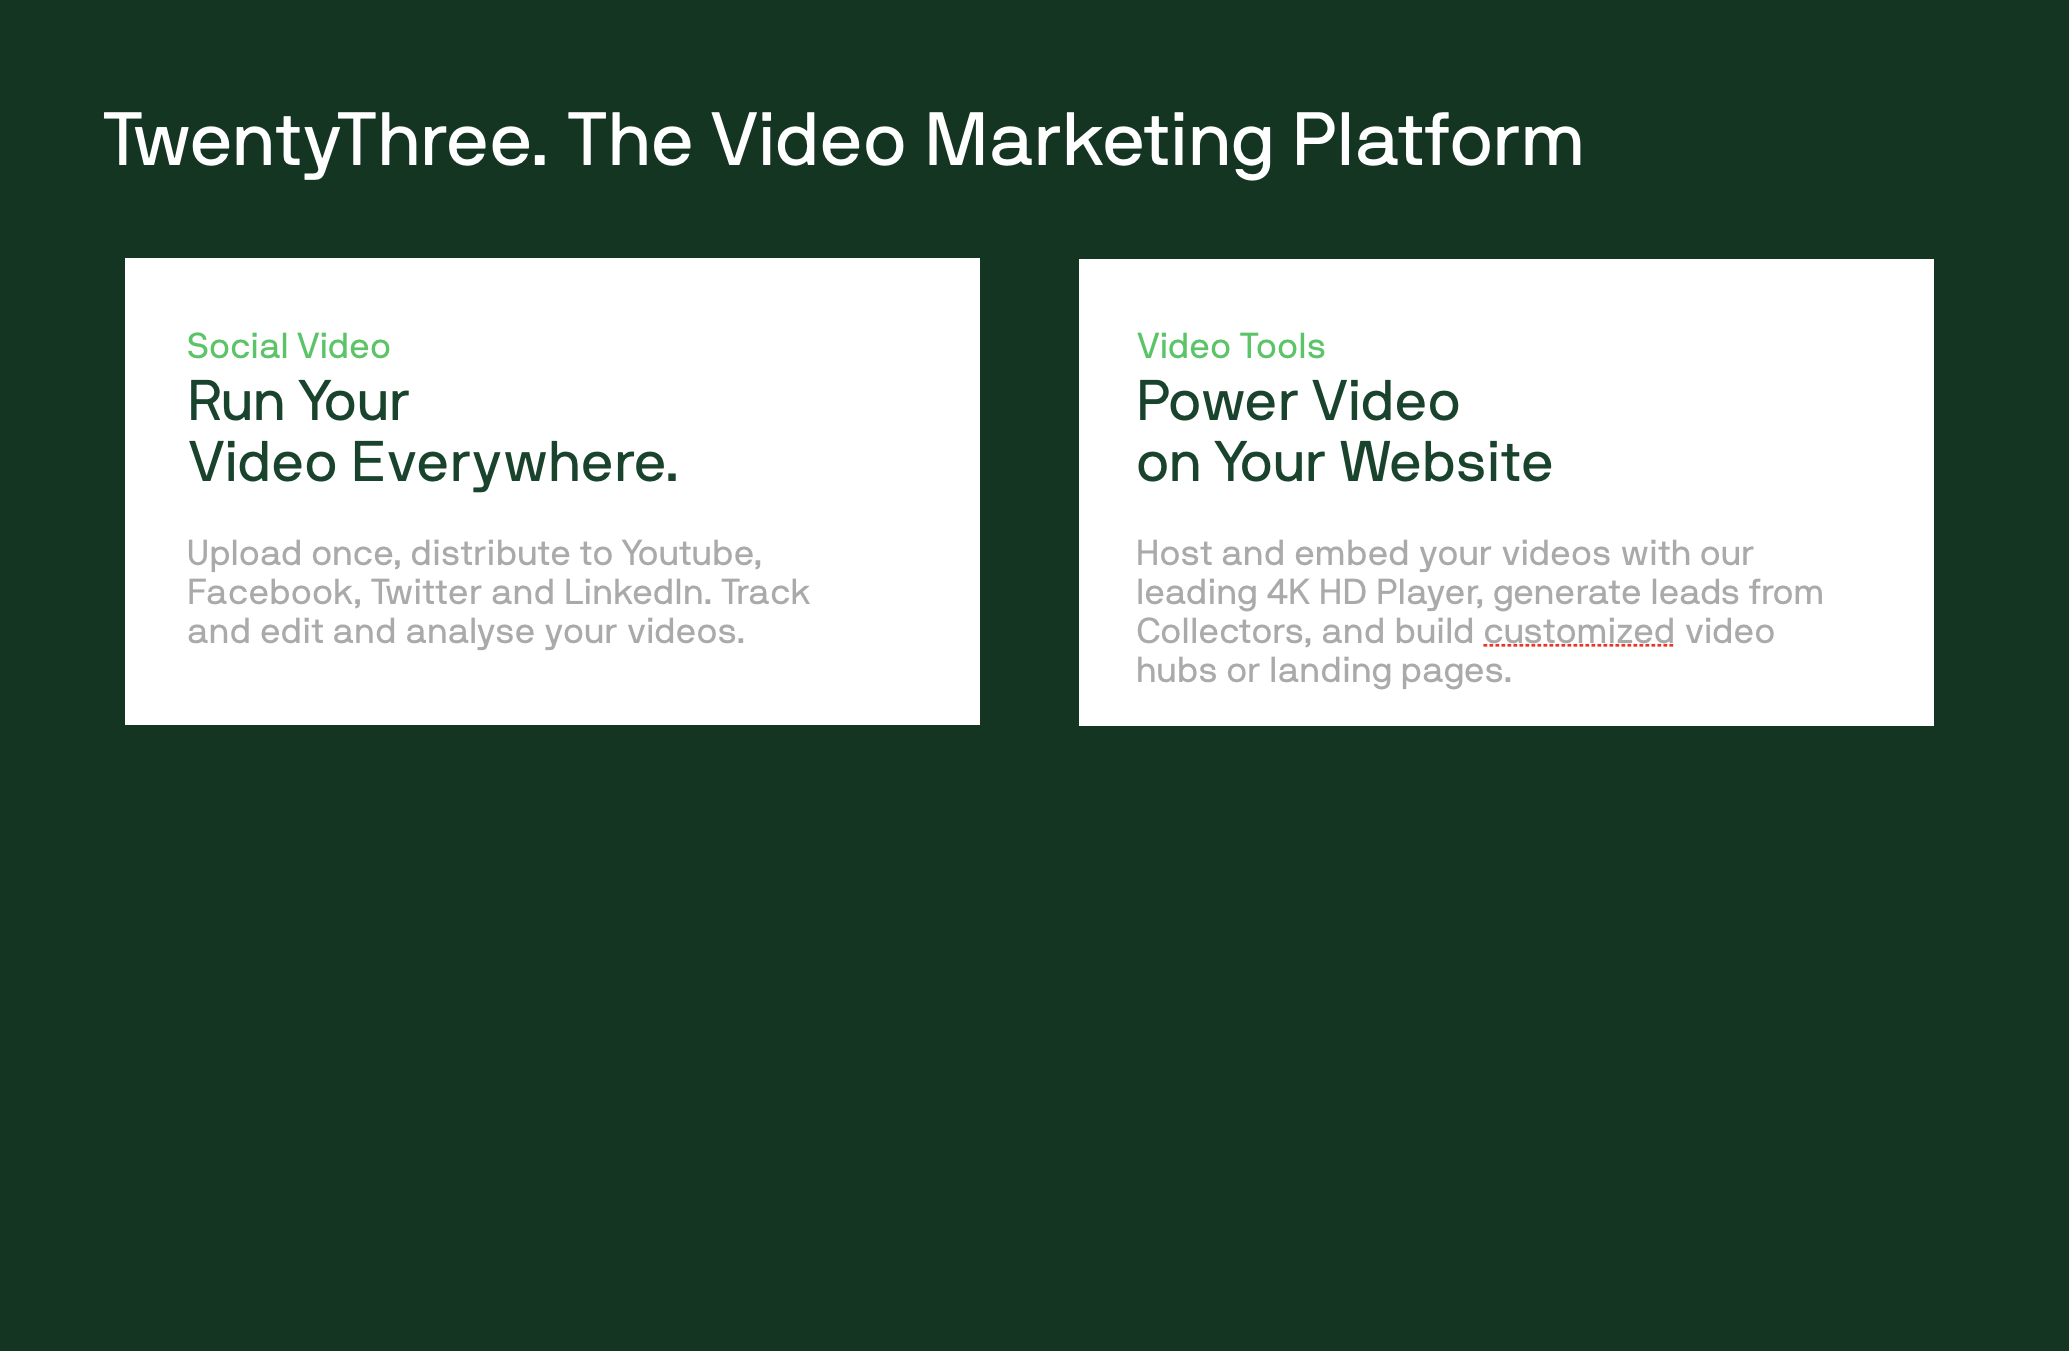 TwentyThree. The Video Marketing Platform
Social Video
Run Your
Video Everywhere.
Upload once, distribute to Youtube,
Facebook, Twitter and LinkedIn. Track
and edit and analyse your videos.
Video Tools
Power Video
on Your Website
Host and embed your videos with our
leading 4K HD Player, generate leads from
Collectors, and build customized video
hubs or landing pages.